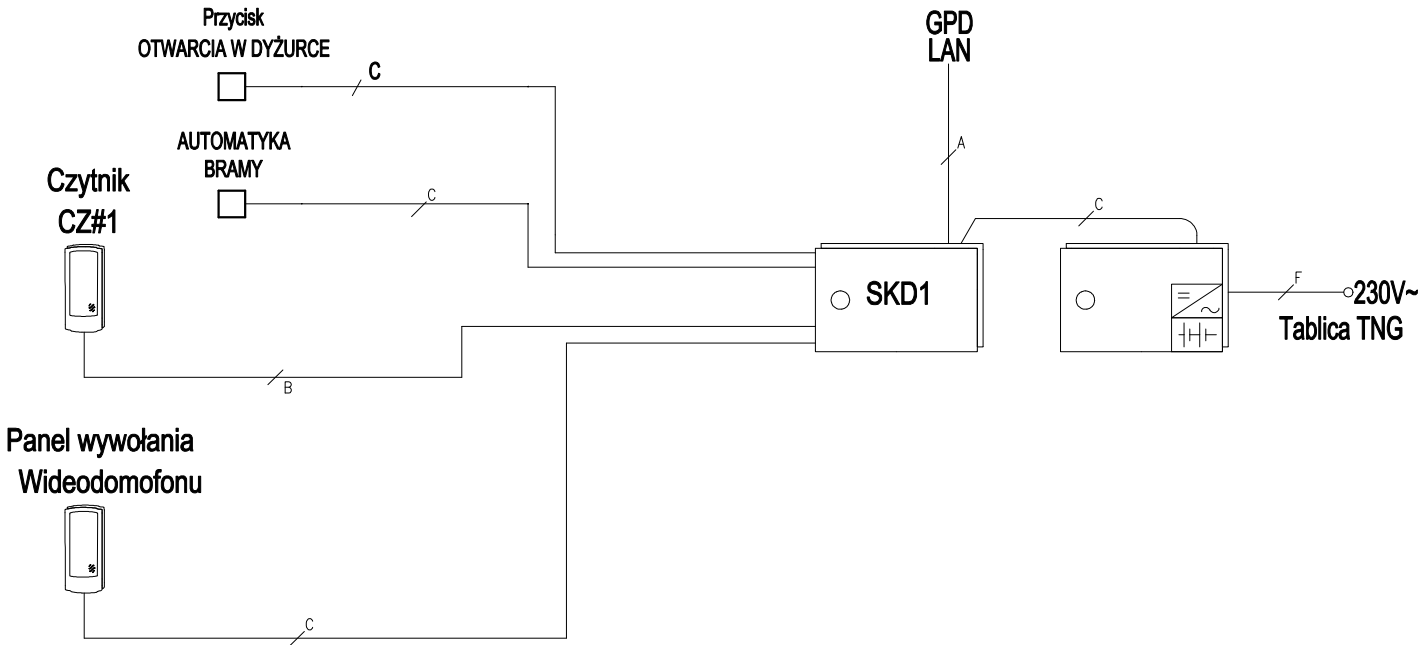 Przycisk
OTWARCIA W DYŻURCE
C
GPD
LAN
AUTOMATYKA
BRAMY
A
Czytnik
CZ#1
C
C
SKD1
F
230V~
Tablica TNG
B
Panel wywołania
Wideodomofonu
C